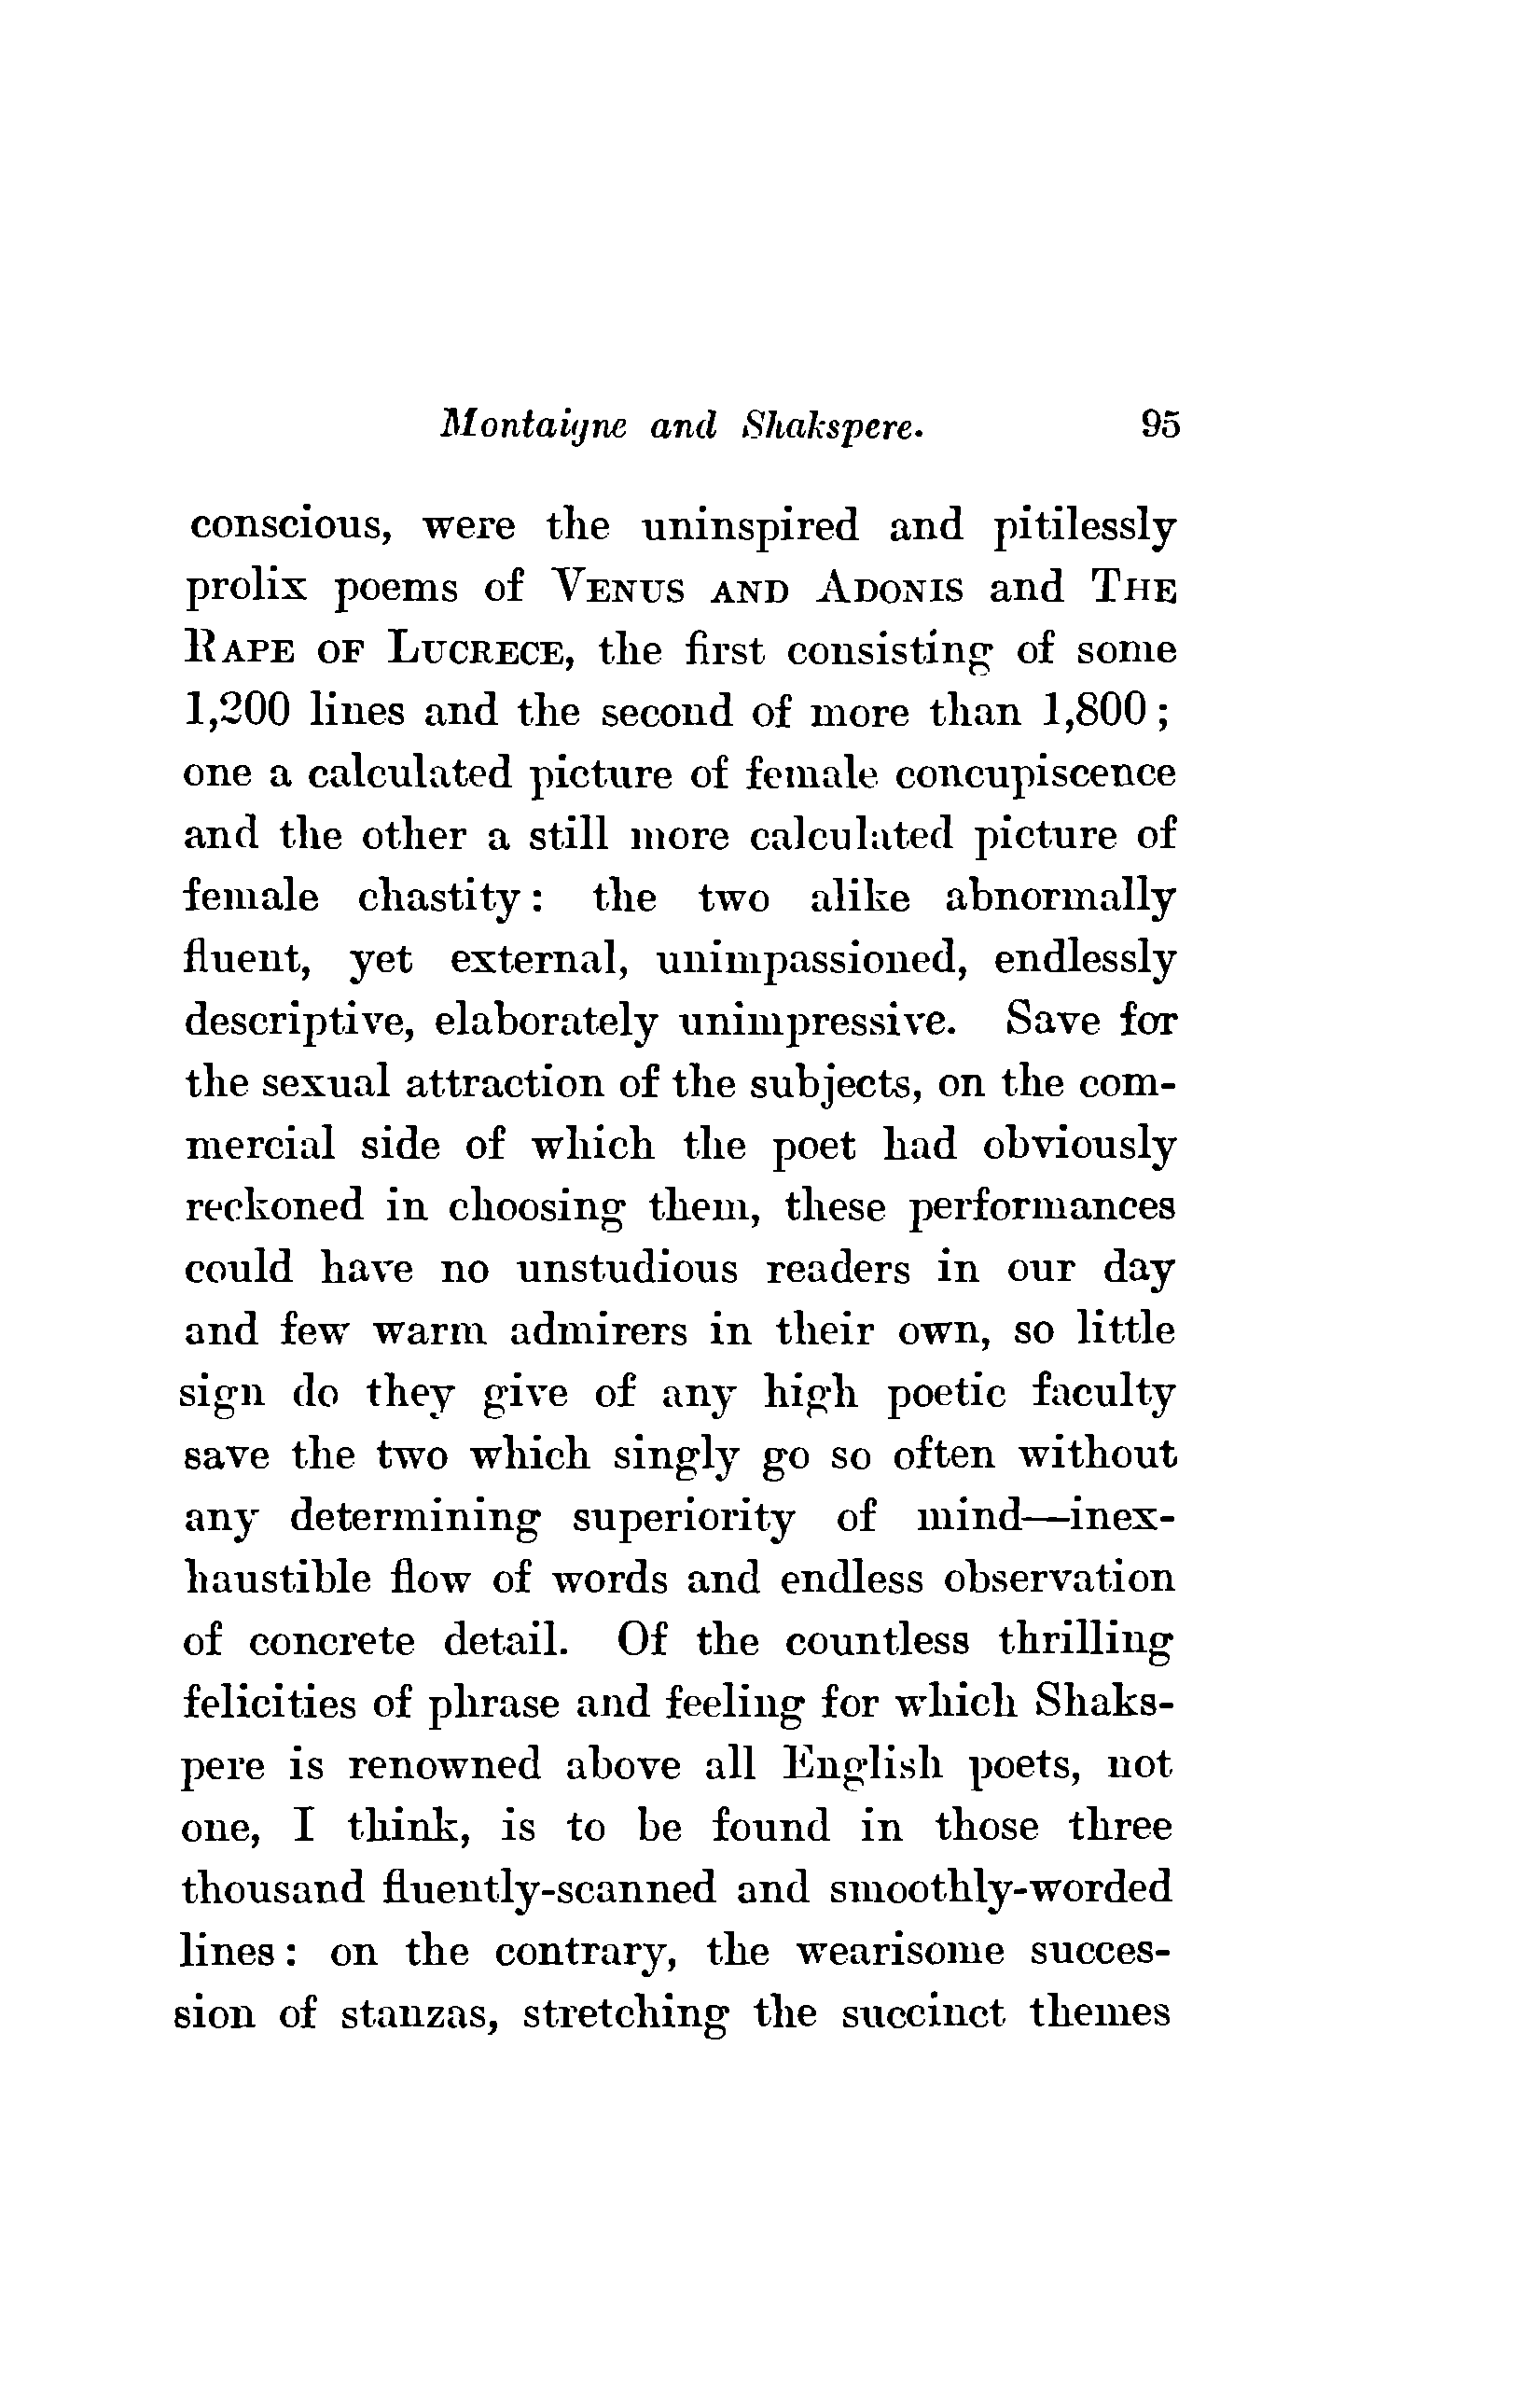 Montaigne and Shakspere. 95
conscious, were the uninspired and pitilessly
prolix poems of Venus and Adonis and The
Rape of Lucrece, the first consisting of some
1,200 lines and the second of more than 1,800;
one a calculated picture of female concupiscence
and the other a still more calculated picture of
female chastity: the two alike abnormally
fluent, yet external, unimpassioned, endlessly
descriptive, elaborately unimpressive. Save for
the sexual attraction of the subjects, on the com-
mercial side of which the poet had obviously
reckoned in choosing them, these performances
could have no unstudious readers in our day
and few warm admirers in their own, so little
sign do they give of any high poetic faculty
save the two which singly go so often without
any determining superiority of mind—inex-
haustible flow of words and endless observation
of concrete detail. Of the countless thrilling
felicities of phrase and feeling for which Shaks-
pere is renowned above all English poets, not
one, I think, is to be found in those three
thousand fluently-scanned and smoothly-worded
lines: on the contrary, the wearisome succes-
sion of stanzas, stretching the succinct themes